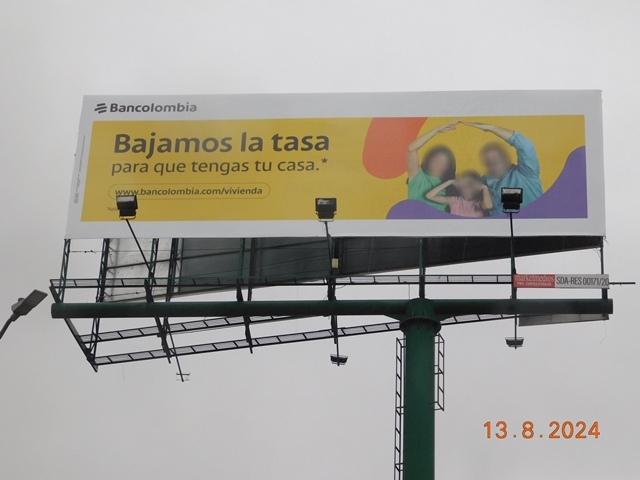 Bancolombia
Bajamos la tasa
para que tengas tu casa.*
www.bancolombia.com/vivienda
SDA-RES 00171/20
13.8.2024